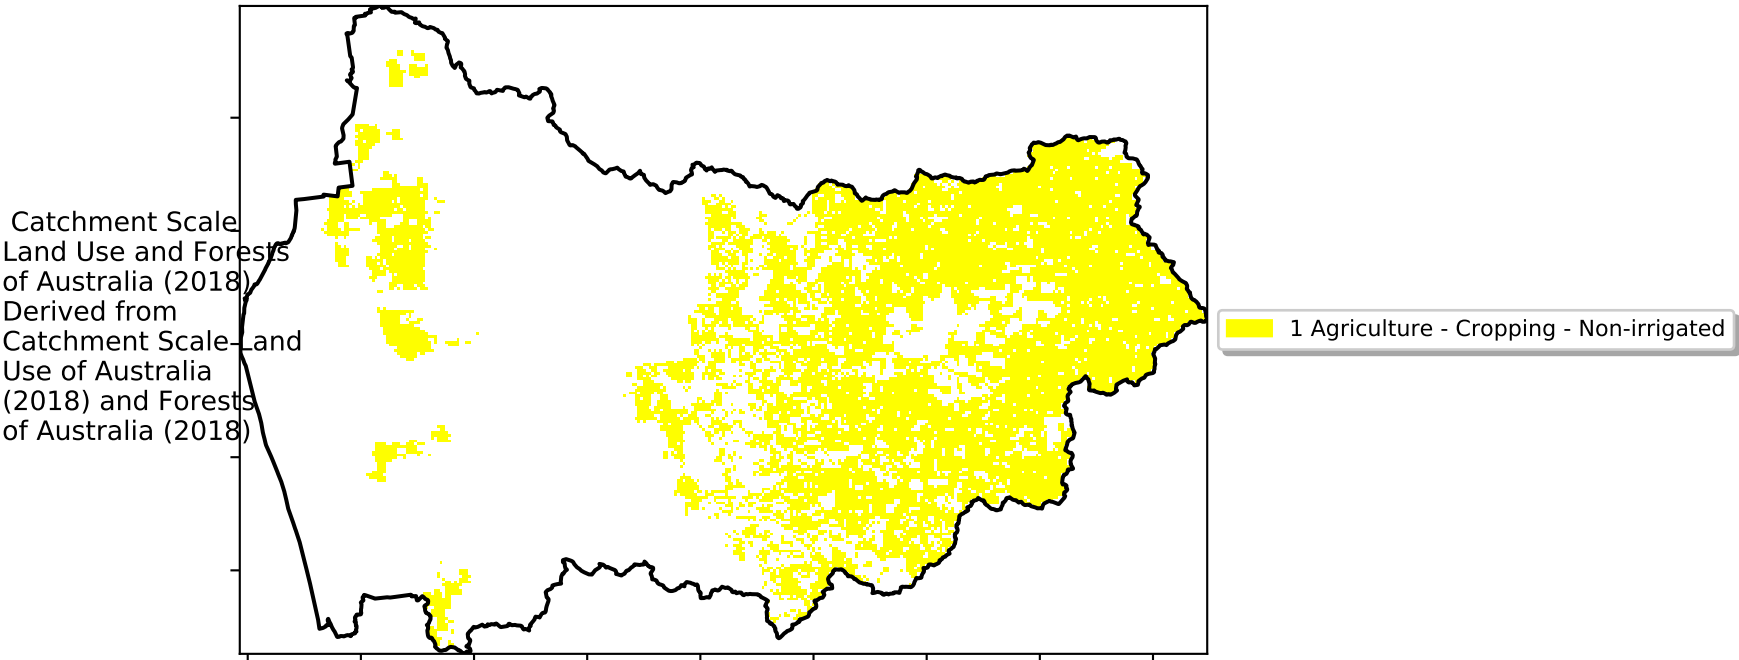 Catchment Scale
Land Use and Forests
of Australia (2018)
Derived from
Catchment Scale Land
Use of Australia
(2018) and Forests
of Australia (2018)
1 Agriculture - Cropping - Non-irrigated